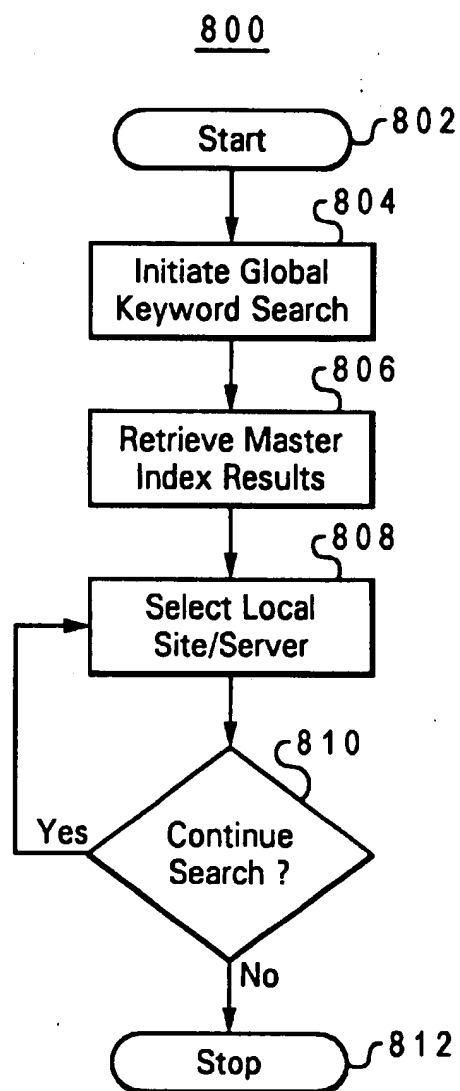 800
Start
802
804
Initiate Global
Keyword Search
806
Retrieve Master
Index Results
808
Select Local
Site/Server
810
Yes
Continue
Search ?
No
Stop
812